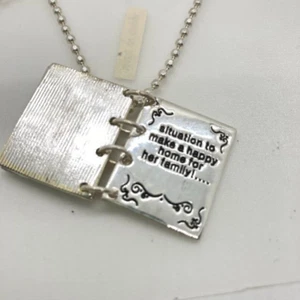 situation to
make a happy
home for
her family!....